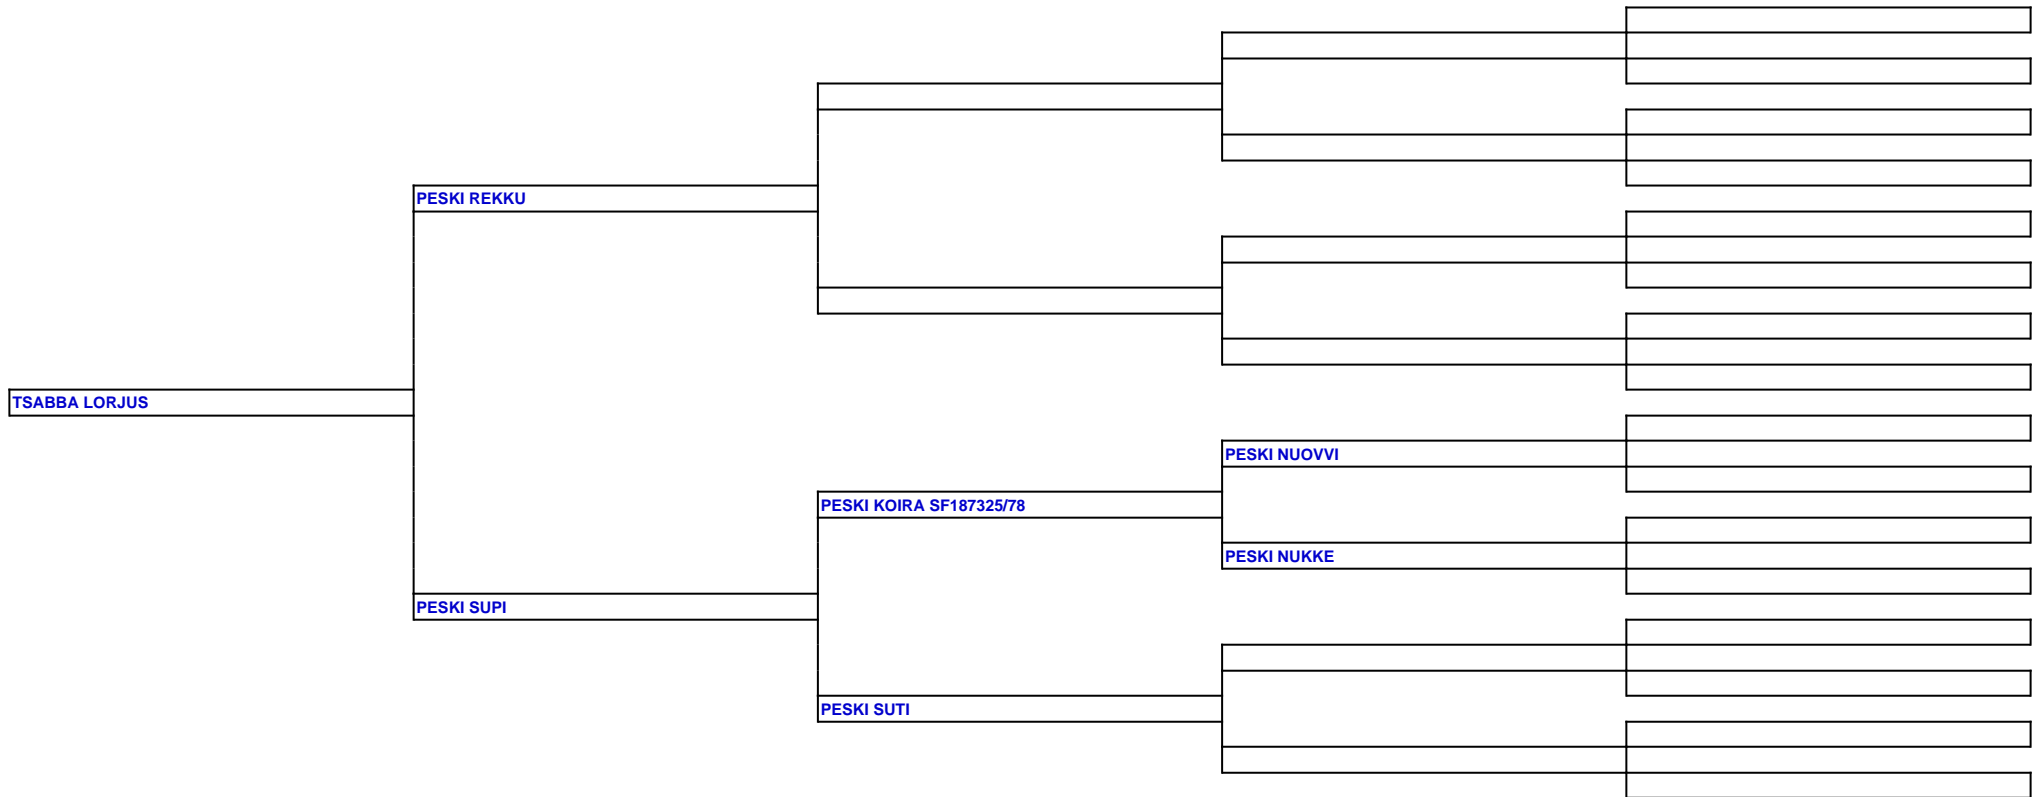 PESKI REKKU
TSABBA LORJUS
PESKI NUOVVI
PESKI KOIRA SF187325/78
PESKI NUKKE
PESKI SUPI
PESKI SUTI